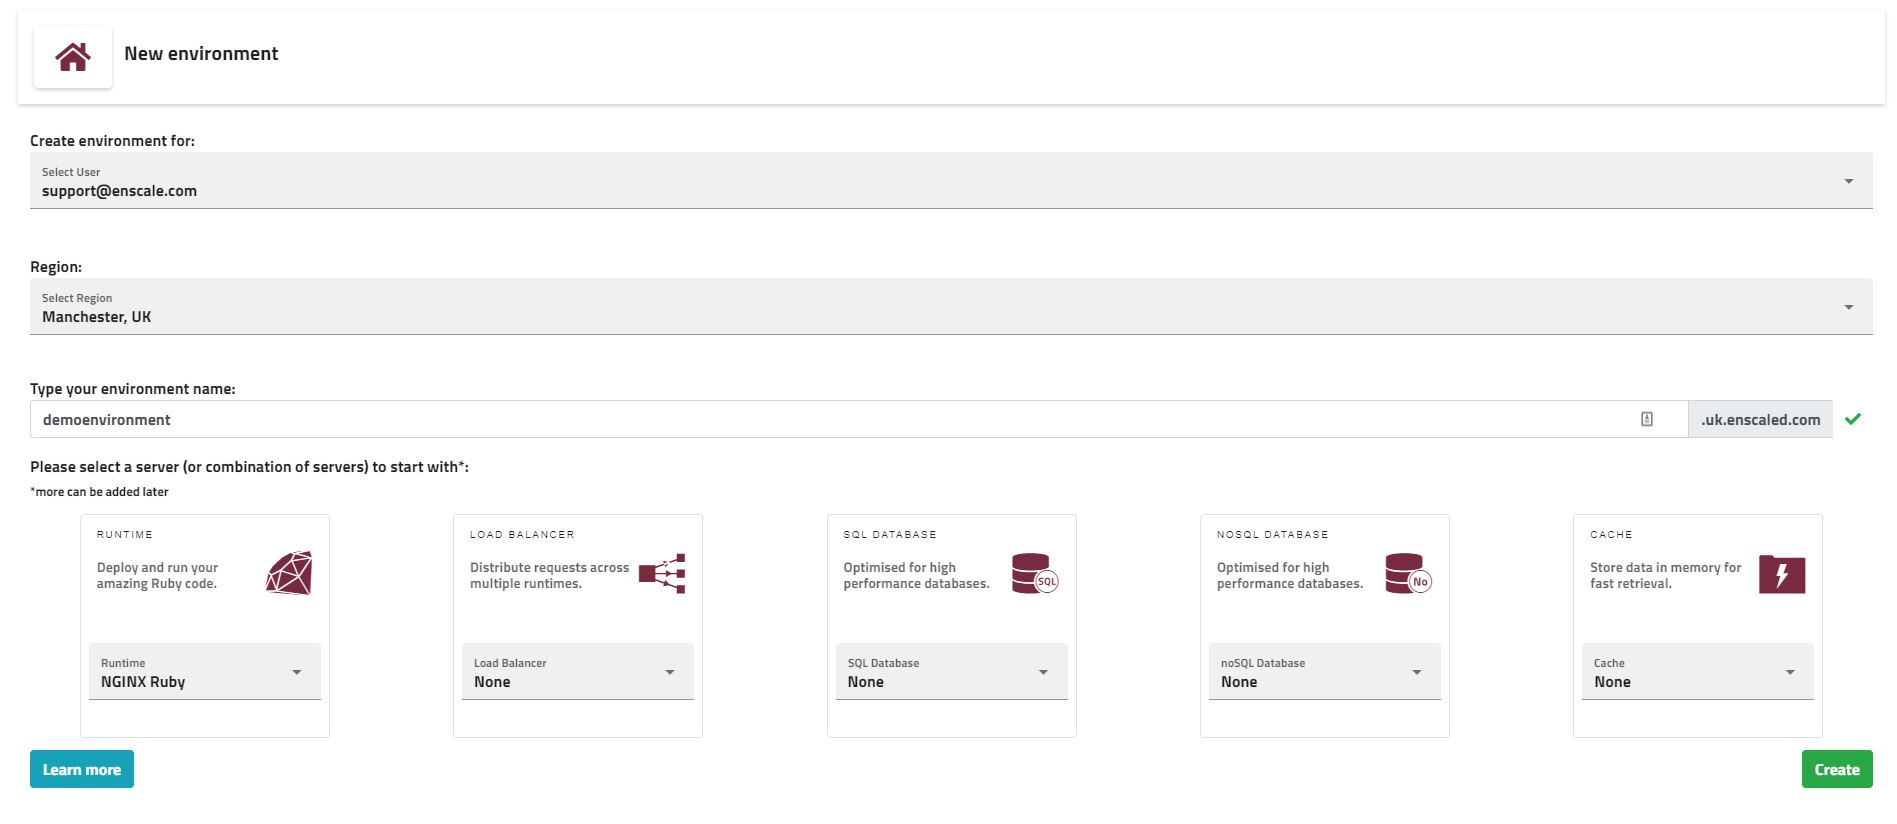 New environment
Create environment for:
Select User
support@enscale.com
Region:
Select Region
Manchester, UK
Type your environment name:
demoenvironment
.uk.enscaled.com
Please select a server (or combination of servers) to start with*:
*more can be added later
RUNTIME
Deploy and run your
amazing Ruby code.
Runtime
NGINX Ruby
LOAD BALANCER
Distribute requests across
multiple runtimes.
Load Balancer
None
SQL DATABASE
Optimised for high
performance databases.
SQL
SQL Database
None
NOSQL DATABASE
Optimised for high
performance databases.
No
noSQL Database
None
CACHE
Store data in memory for
fast retrieval.
Cache
None
Learn more
Create